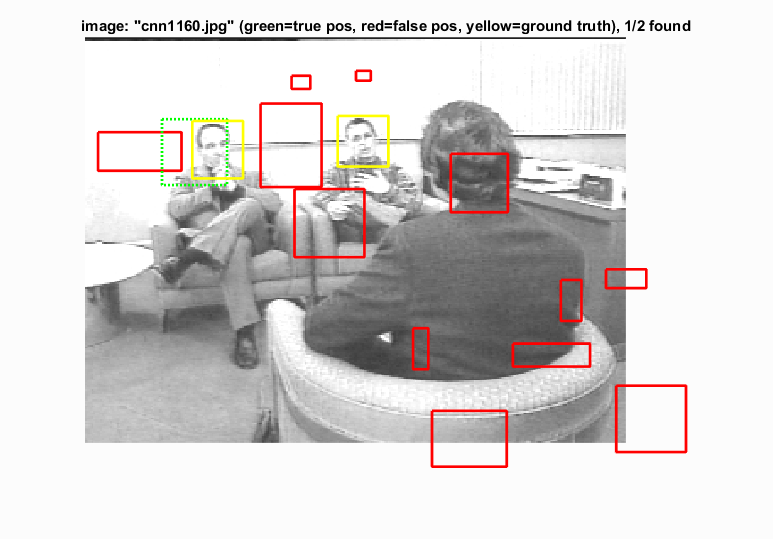 image: "cnn1160.jpg" (green=true pos, red=false pos, yellow=ground truth), 1/2 found